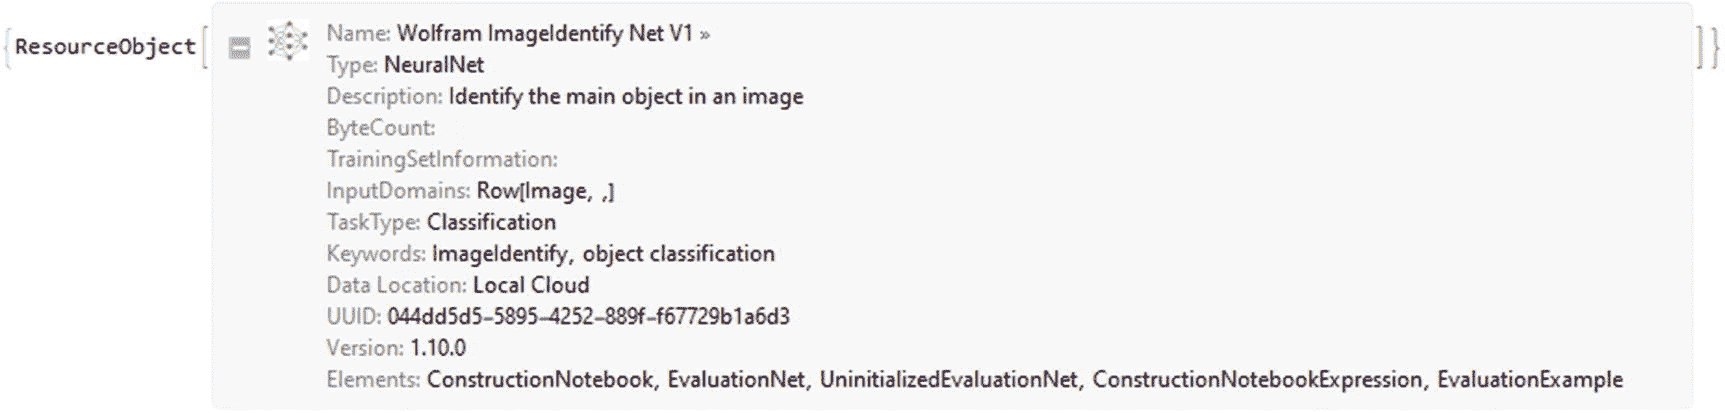 {ResourceObject[ Name: Wolfram ImageIdentify Net V1 » ]}
Type: NeuralNet
Description: Identify the main object in an image
ByteCount:
TrainingSetInformation:
InputDomains: Row[Image, ,]
TaskType: Classification
Keywords: ImageIdentify, object classification
Data Location: Local Cloud
UUID: 044dd5d5-5895-4252-889f-f67729b1a6d3
Version: 1.10.0
Elements: ConstructionNotebook, EvaluationNet, UninitializedEvaluationNet, ConstructionNotebookExpression, EvaluationExample